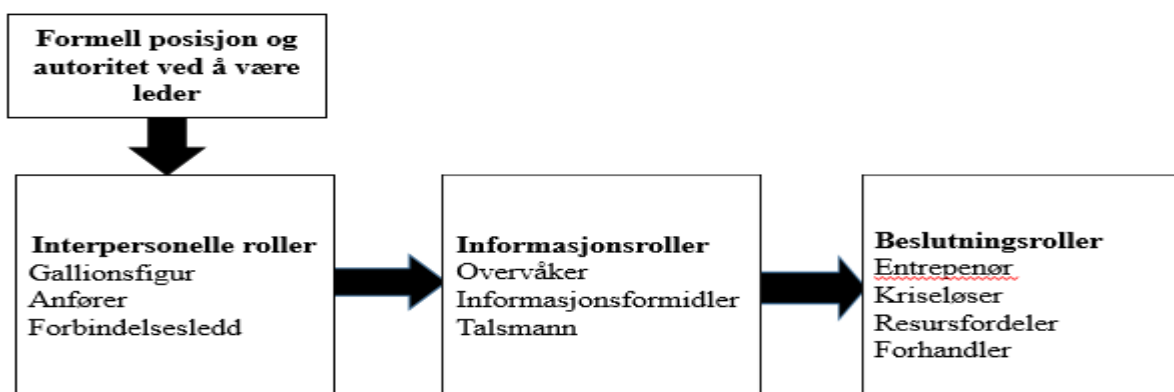 Formell posisjon og
autoritet ved å være
leder
Interpersonelle roller
Gallionsfigur
Anfører
Forbindelsesledd
Informasjonsroller
Overvåker
Informasjonsformidler
Talsmann
Beslutningsroller
Entrepenør
Kriseløser
Resursfordeler
Forhandler